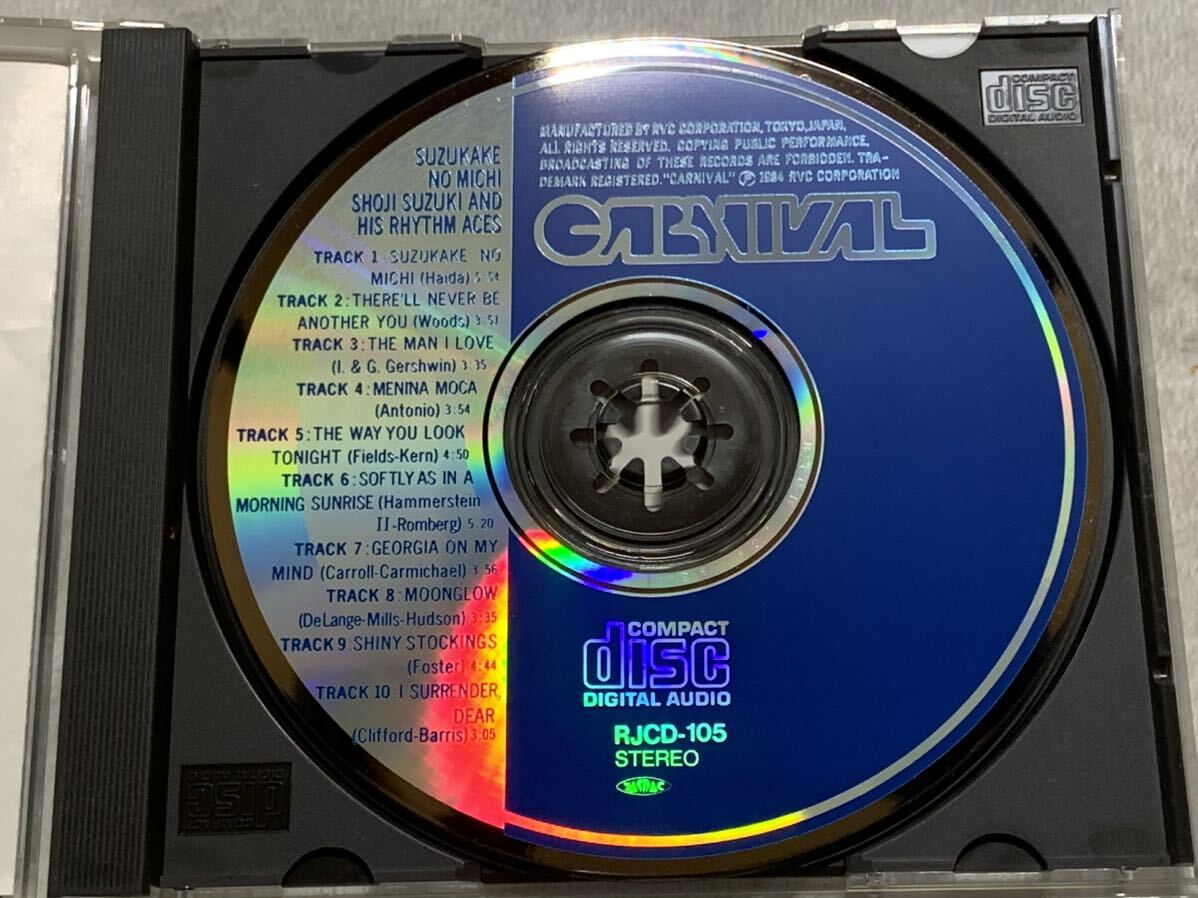 SUZUKAKE
NO MICHI
SHOJI SUZUKI AND
HIS RHYTHM ACES
TRACK 1 SUZUKAKE NO
MICHI (Haida) 5:54
TRACK 2:THERE'LL NEVER BE
ANOTHER YOU (Woods) 3:51
TRACK 3:THE MAN I LOVE
(I. & G. Gershwin) 3:35
TRACK 4:MENINA MOCA
(Antonio) 3:54
TRACK 5:THE WAY YOU LOOK
TONIGHT (Fields-Kern) 4:50
TRACK 6:SOFTLY AS IN A
MORNING SUNRISE (Hammerstein
II-Romberg) 5:20
TRACK 7:GEORGIA ON MY
MIND (Carroll-Carmichael) 3:56
TRACK 8:MOONGLOW
(DeLange-Mills-Hudson) 3:35
TRACK 9:SHINY STOCKINGS
(Foster) 4:44
TRACK 10:I SURRENDER,
DEAR
(Clifford-Barris) 3:05
MANUFACTURED BY RVC CORPORATION, TOKYO, JAPAN,
ALL RIGHTS RESERVED. COPYING PUBLIC PERFORMANCE,
BROADCASTING OF THESE RECORDS ARE FORBIDDEN. TRA-
DEMARK REGISTERED. "CARNIVAL" ℗ 1984 RVC CORPORATION
CARNIVAL
COMPACT
disc
DIGITAL AUDIO
RJCD-105
STEREO
JASRAC
COMPACT
disc
DIGITAL AUDIO
COMPACT
disc
DIGITAL AUDIO